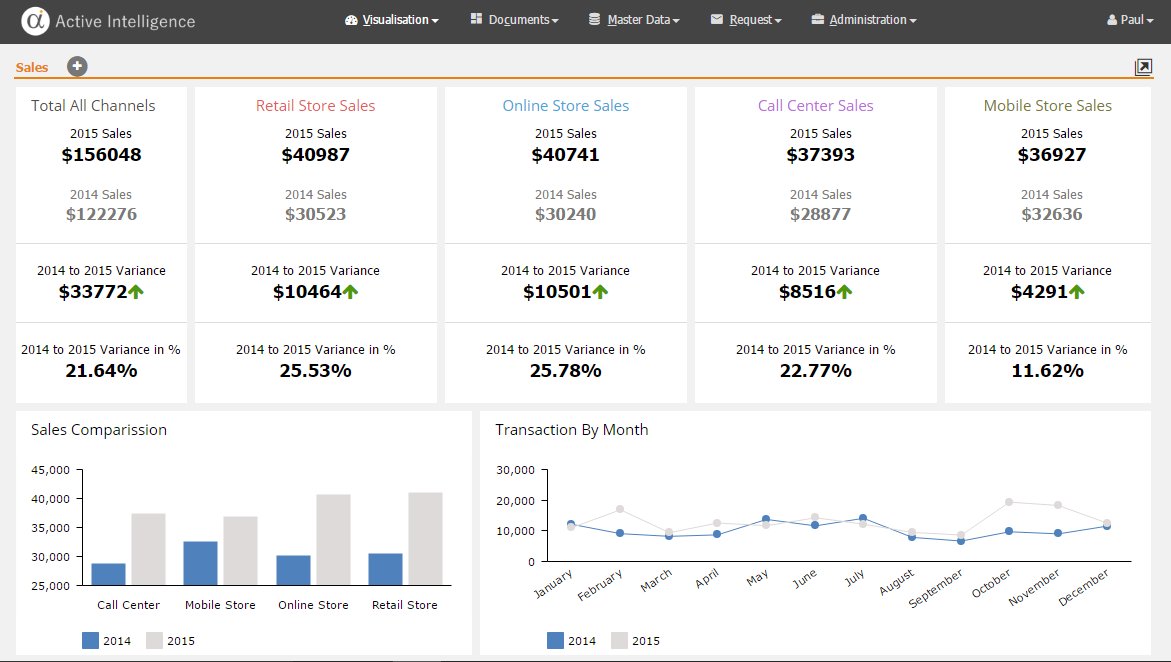 α Active Intelligence
Visualisation Documents Master Data Request Administration Paul
Sales
Total All Channels
2015 Sales
$156048
2014 Sales
$122276
2014 to 2015 Variance
$33772
2014 to 2015 Variance in %
21.64%
Retail Store Sales
2015 Sales
$40987
2014 Sales
$30523
2014 to 2015 Variance
$10464
2014 to 2015 Variance in %
25.53%
Online Store Sales
2015 Sales
$40741
2014 Sales
$30240
2014 to 2015 Variance
$10501
2014 to 2015 Variance in %
25.78%
Call Center Sales
2015 Sales
$37393
2014 Sales
$28877
2014 to 2015 Variance
$8516
2014 to 2015 Variance in %
22.77%
Mobile Store Sales
2015 Sales
$36927
2014 Sales
$32636
2014 to 2015 Variance
$4291
2014 to 2015 Variance in %
11.62%
Sales Comparission
45,000
40,000
35,000
30,000
25,000
Call Center Mobile Store Online Store Retail Store
2014 2015
Transaction By Month
30,000
20,000
10,000
0
January February March April May June July August September October November December
2014 2015